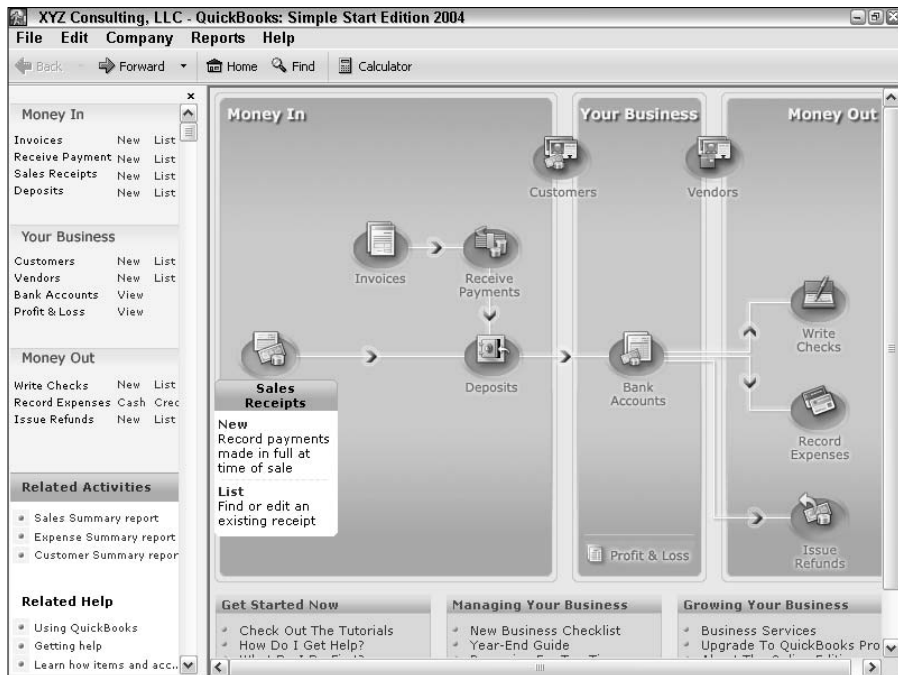 XYZ Consulting, LLC - QuickBooks: Simple Start Edition 2004
File Edit Company Reports Help
Back Forward Home Find Calculator
Money In
Invoices New List
Receive Payment New List
Sales Receipts New List
Deposits New List
Your Business
Customers New List
Vendors New List
Bank Accounts View
Profit & Loss View
Money Out
Write Checks New List
Record Expenses Cash Crec
Issue Refunds New List
Related Activities
Sales Summary report
Expense Summary report
Customer Summary repor
Related Help
Using QuickBooks
Getting help
Learn how items and acc..
Money In
Your Business
Money Out
Customers
Vendors
Invoices
Receive
Payments
Write
Checks
Deposits
Bank
Accounts
Sales
Receipts
New
Record payments
made in full at
time of sale
List
Find or edit an
existing receipt
Record
Expenses
Issue
Refunds
Profit & Loss
Get Started Now
Check Out The Tutorials
How Do I Get Help?
Managing Your Business
New Business Checklist
Year-End Guide
Growing Your Business
Business Services
Upgrade To QuickBooks Pro